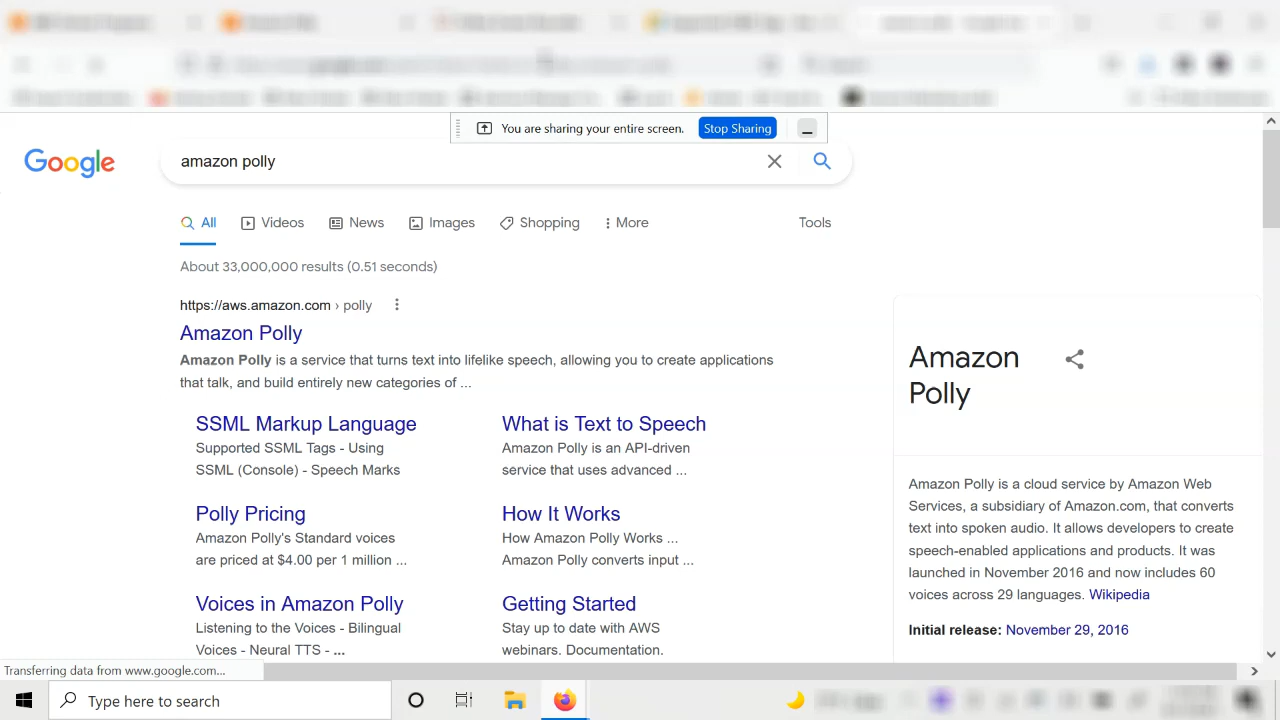 You are sharing your entire screen.
Stop Sharing
Google
amazon polly
All
Videos
News
Images
Shopping
More
Tools
About 33,000,000 results (0.51 seconds)
https://aws.amazon.com › polly
Amazon Polly
Amazon Polly is a service that turns text into lifelike speech, allowing you to create applications
that talk, and build entirely new categories of ...
SSML Markup Language
Supported SSML Tags - Using
SSML (Console) - Speech Marks
What is Text to Speech
Amazon Polly is an API-driven
service that uses advanced ...
Polly Pricing
Amazon Polly's Standard voices
are priced at $4.00 per 1 million ...
How It Works
How Amazon Polly Works ...
Amazon Polly converts input ...
Voices in Amazon Polly
Listening to the Voices - Bilingual
Voices - Neural TTS - ...
Getting Started
Stay up to date with AWS
webinars. Documentation.
Amazon
Polly
Amazon Polly is a cloud service by Amazon Web
Services, a subsidiary of Amazon.com, that converts
text into spoken audio. It allows developers to create
speech-enabled applications and products. It was
launched in November 2016 and now includes 60
voices across 29 languages. Wikipedia
Initial release: November 29, 2016
Transferring data from www.google.com...
Type here to search